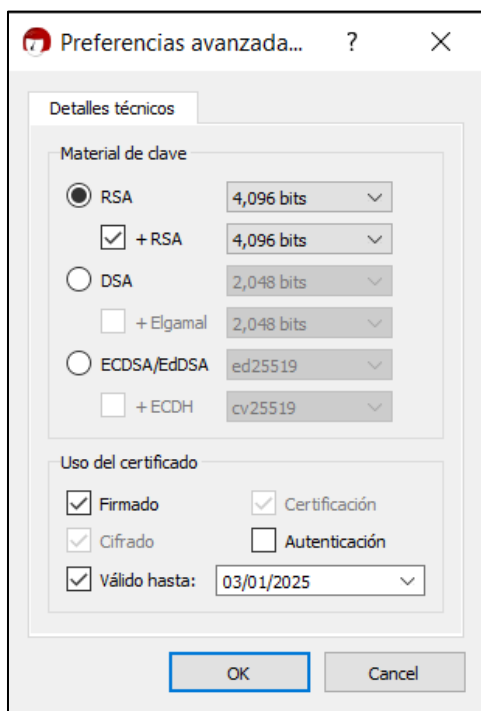 Preferencias avanzada... ?
Detalles técnicos
Material de clave
RSA 4,096 bits
+ RSA 4,096 bits
DSA 2,048 bits
+ Elgamal 2,048 bits
ECDSA/EdDSA ed25519
+ ECDH cv25519
Uso del certificado
Firmado Certificación
Cifrado Autenticación
Válido hasta: 03/01/2025
OK Cancel